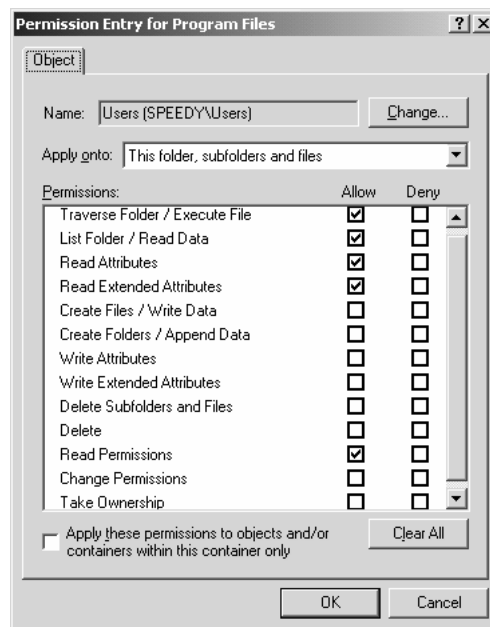 Permission Entry for Program Files
Object
Name: Users (SPEEDY\Users) Change...
Apply onto: This folder, subfolders and files
Permissions: Allow Deny
Traverse Folder / Execute File
List Folder / Read Data
Read Attributes
Read Extended Attributes
Create Files / Write Data
Create Folders / Append Data
Write Attributes
Write Extended Attributes
Delete Subfolders and Files
Delete
Read Permissions
Change Permissions
Take Ownership
Apply these permissions to objects and/or Clear All
containers within this container only
OK Cancel